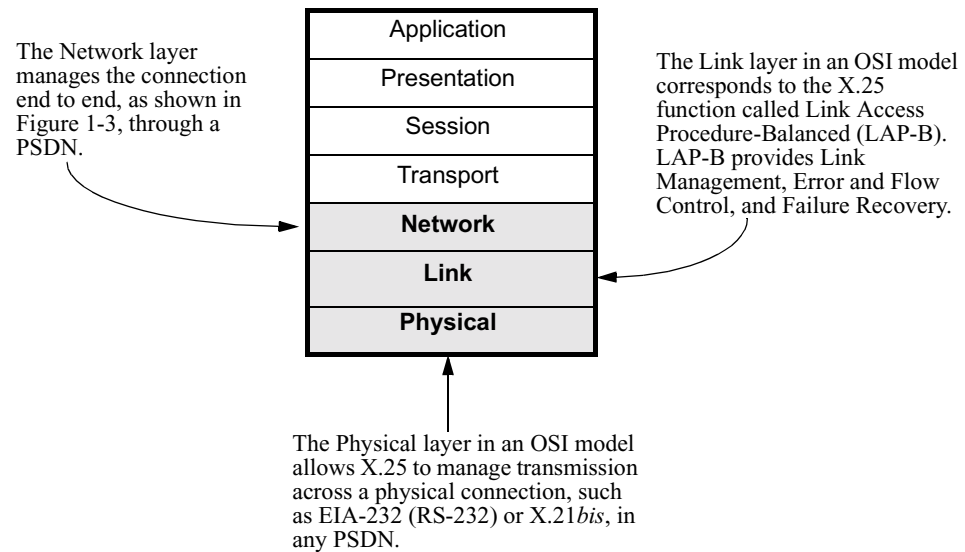 Application
Presentation
Session
Transport
Network
Link
Physical
The Network layer
manages the connection
end to end, as shown in
Figure 1-3, through a
PSDN.
The Link layer in an OSI model
corresponds to the X.25
function called Link Access
Procedure-Balanced (LAP-B).
LAP-B provides Link
Management, Error and Flow
Control, and Failure Recovery.
The Physical layer in an OSI model
allows X.25 to manage transmission
across a physical connection, such
as EIA-232 (RS-232) or X.21bis, in
any PSDN.